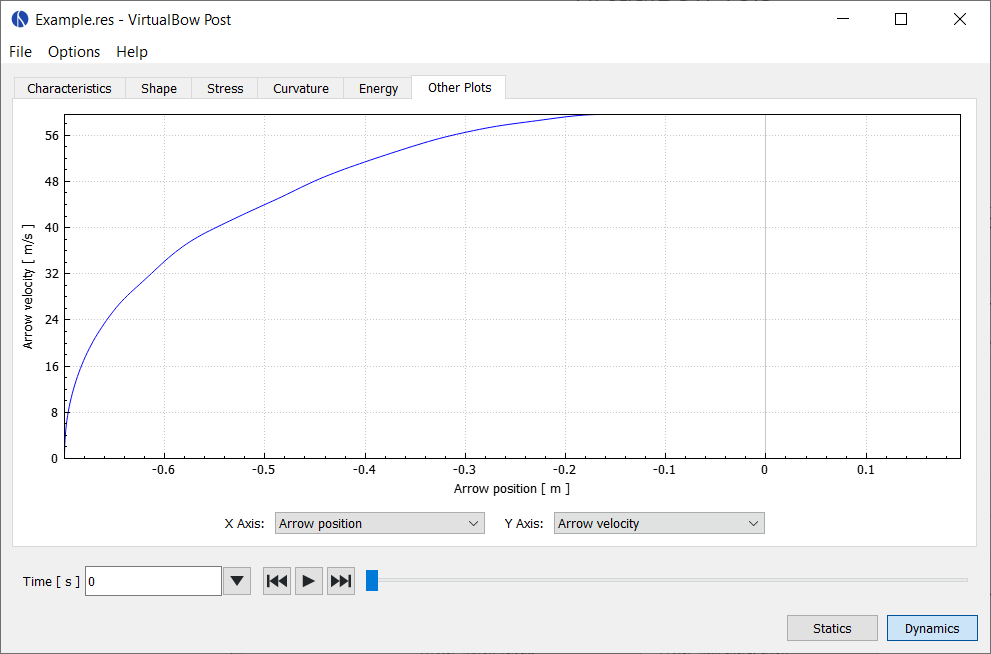 Example.res - VirtualBow Post
File Options Help
Characteristics Shape Stress Curvature Energy Other Plots
56
48
40
32
24
16
8
0
Arrow velocity [ m/s ]
-0.6 -0.5 -0.4 -0.3 -0.2 -0.1 0 0.1
Arrow position [ m ]
X Axis: Arrow position Y Axis: Arrow velocity
Time [ s ] 0
Statics Dynamics